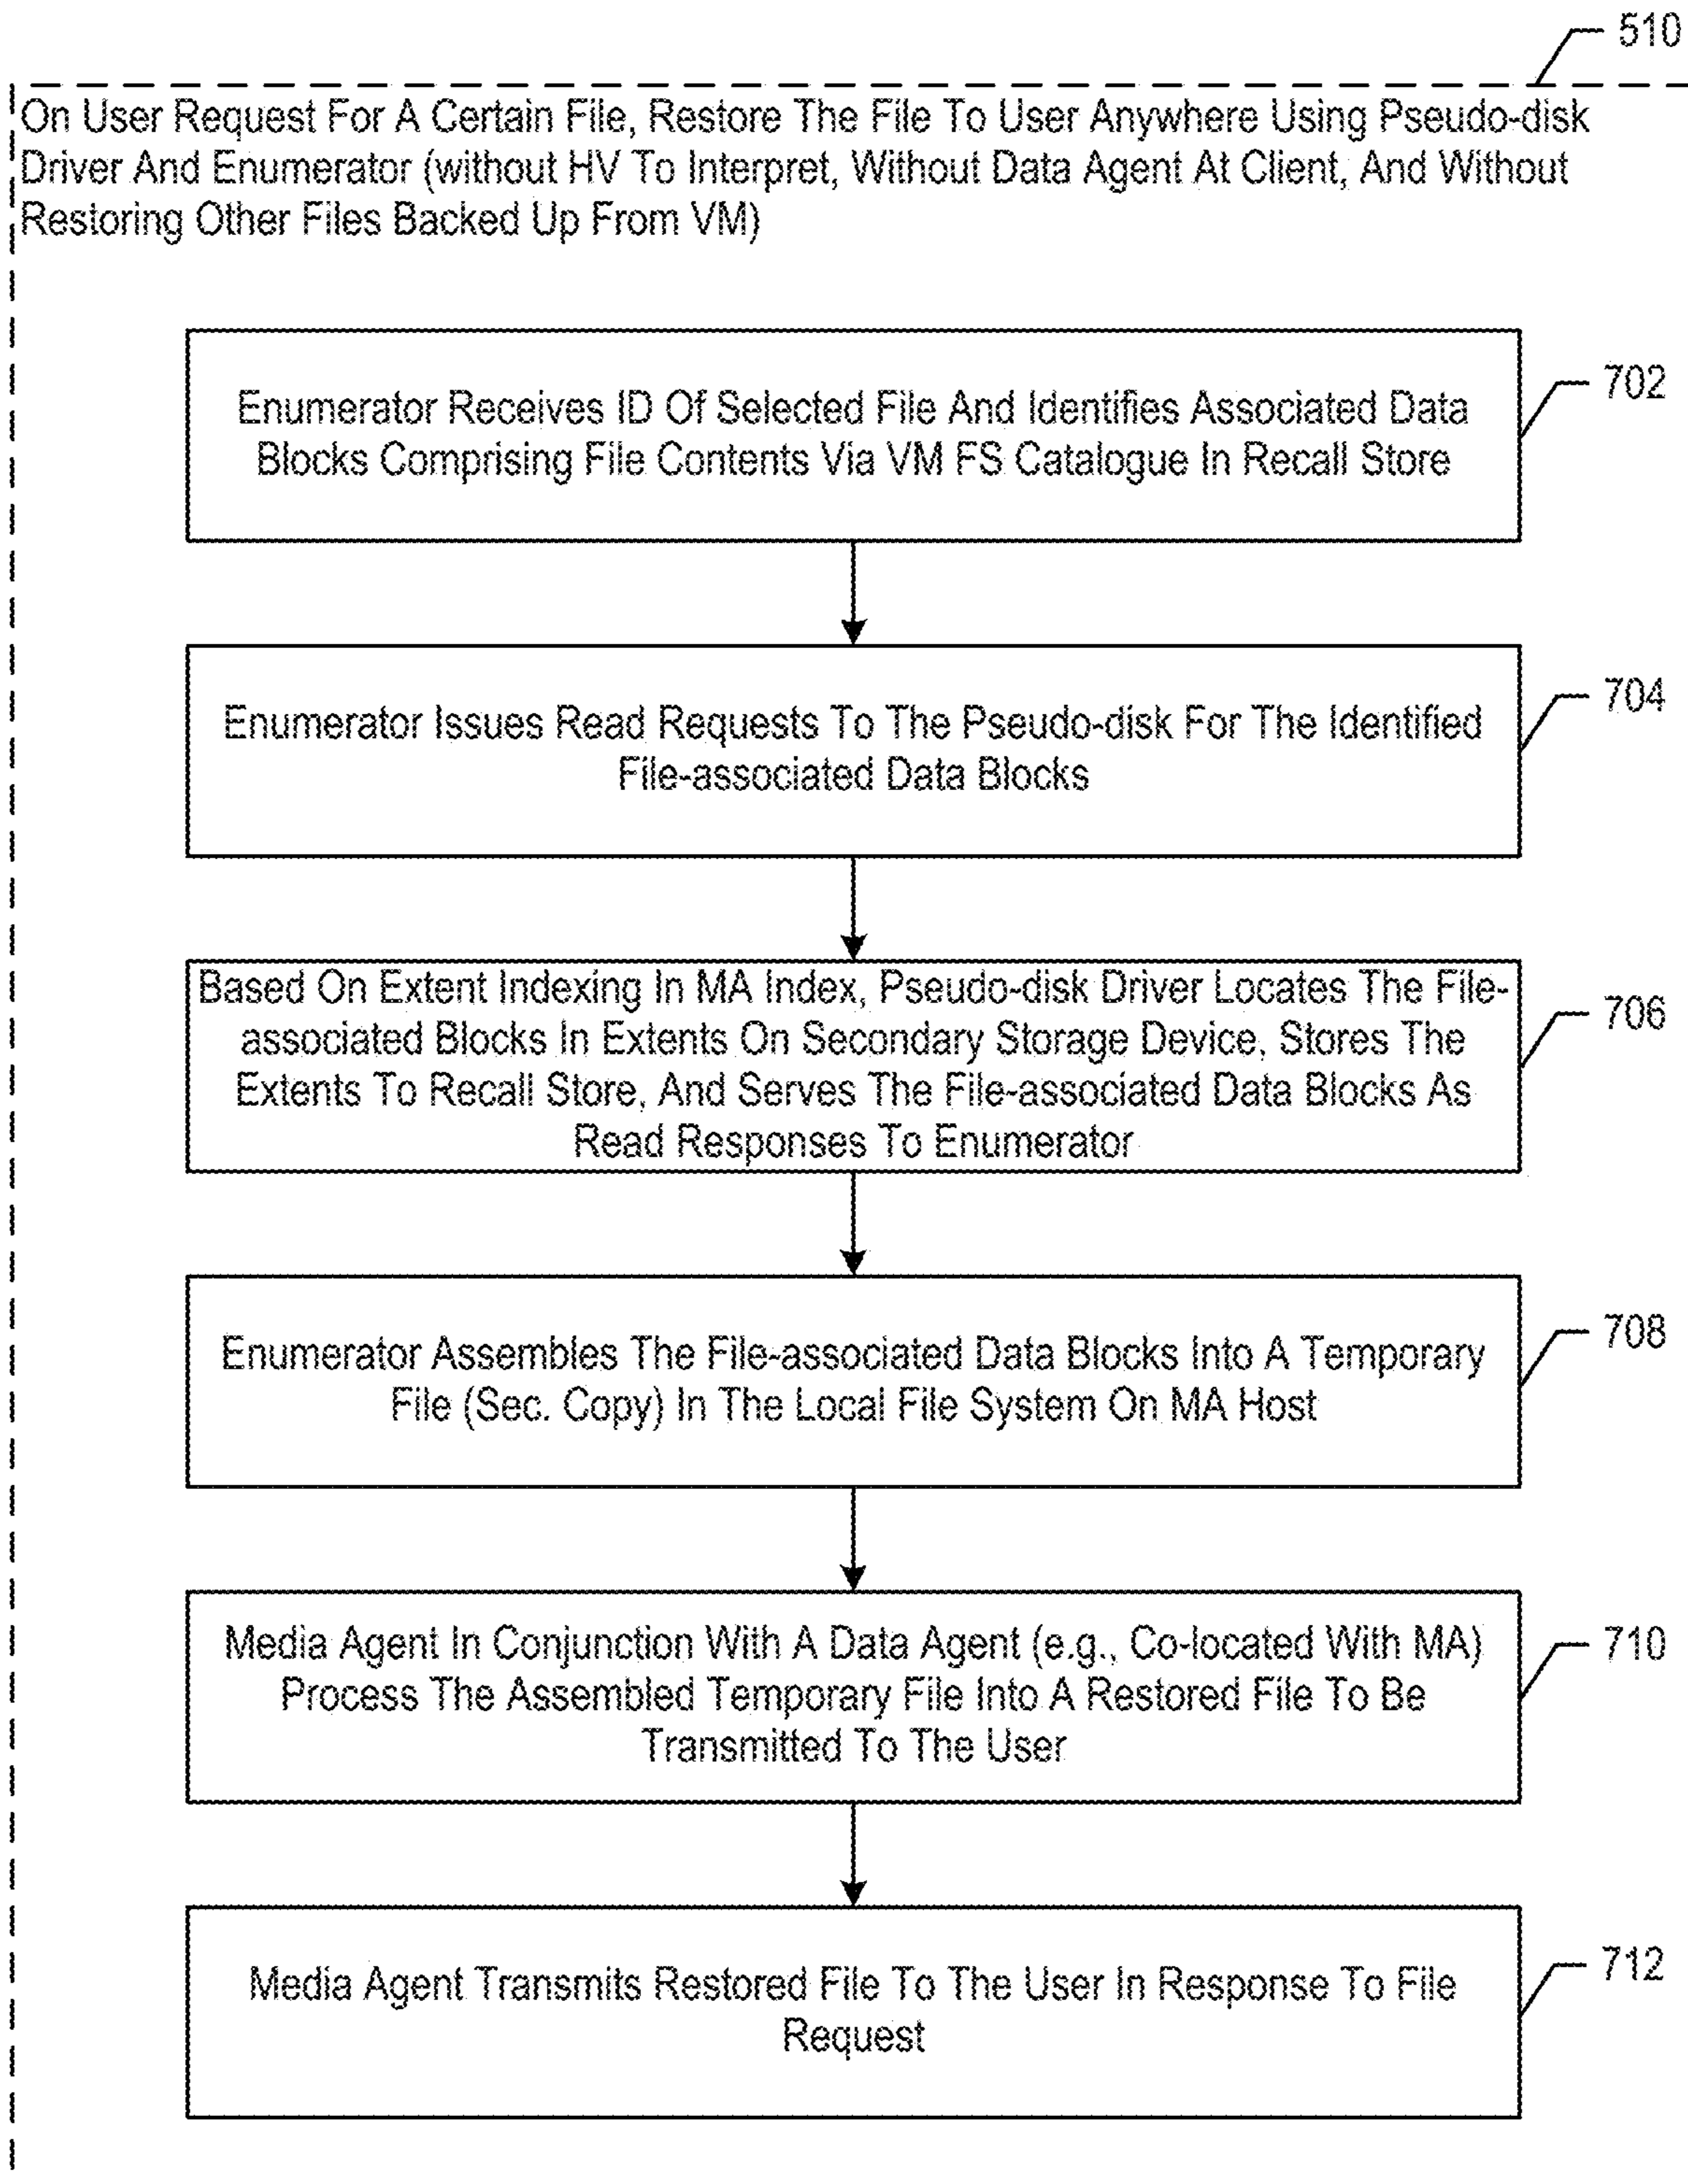 510
On User Request For A Certain File, Restore The File To User Anywhere Using Pseudo-disk
Driver And Enumerator (without HV To Interpret, Without Data Agent At Client, And Without
Restoring Other Files Backed Up From VM)
Enumerator Receives ID Of Selected File And Identifies Associated Data
Blocks Comprising File Contents Via VM FS Catalogue In Recall Store
702
Enumerator Issues Read Requests To The Pseudo-disk For The Identified
File-associated Data Blocks
704
Based On Extent Indexing In MA Index, Pseudo-disk Driver Locates The File-
associated Blocks In Extents On Secondary Storage Device, Stores The
Extents To Recall Store, And Serves The File-associated Data Blocks As
Read Responses To Enumerator
706
Enumerator Assembles The File-associated Data Blocks Into A Temporary
File (Sec. Copy) In The Local File System On MA Host
708
Media Agent In Conjunction With A Data Agent (e.g., Co-located With MA)
Process The Assembled Temporary File Into A Restored File To Be
Transmitted To The User
710
Media Agent Transmits Restored File To The User In Response To File
Request
712